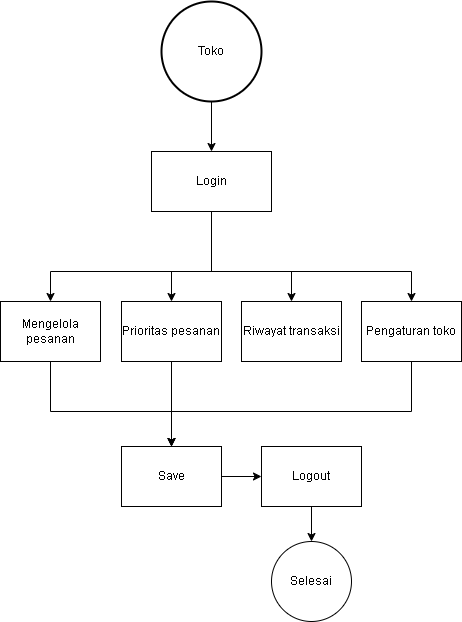 Toko
Login
Mengelola
pesanan
Prioritas pesanan
Riwayat transaksi
Pengaturan toko
Save
Logout
Selesai